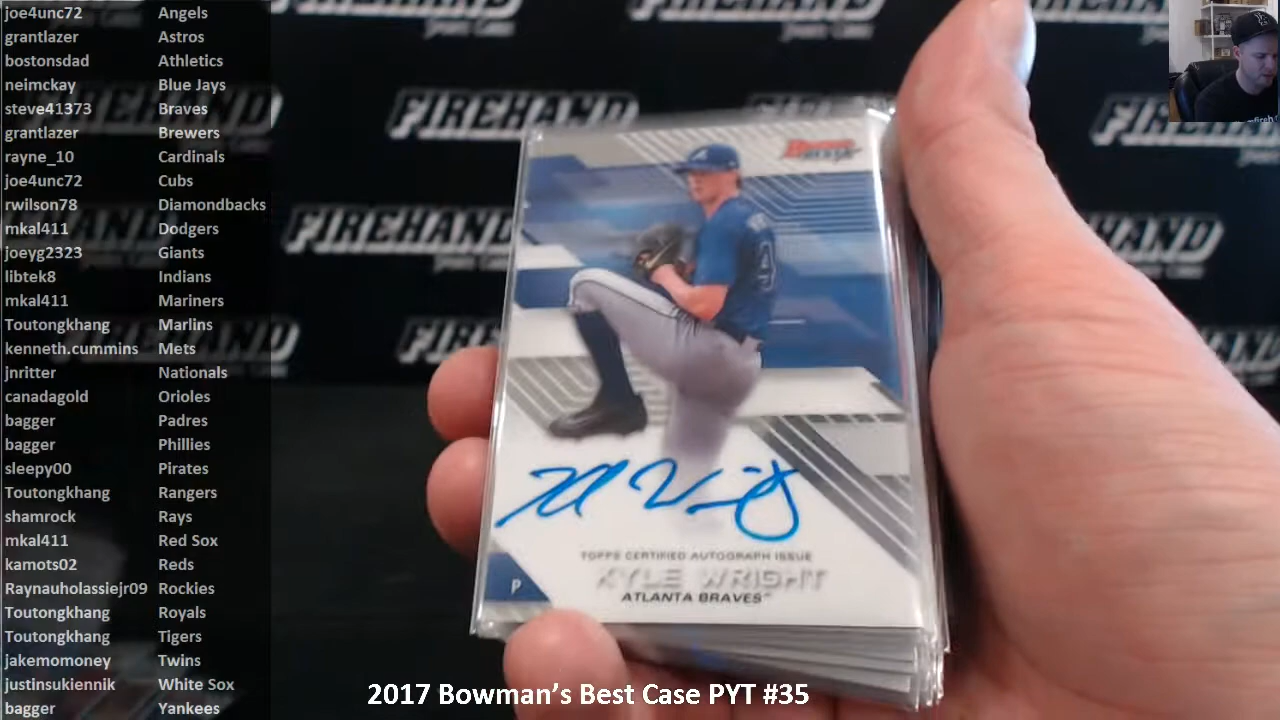 joe4unc72 Angels
grantlazer Astros
bostonsdad Athletics
neimckay Blue Jays
steve41373 Braves
grantlazer Brewers
rayne_10 Cardinals
joe4unc72 Cubs
rwilson78 Diamondbacks
mkal411 Dodgers
joeyg2323 Giants
libtek8 Indians
mkal411 Mariners
Toutongkhang Marlins
kenneth.cummins Mets
jnritter Nationals
canadagold Orioles
bagger Padres
bagger Phillies
sleepy00 Pirates
Toutongkhang Rangers
shamrock Rays
mkal411 Red Sox
kamots02 Reds
Raynauholassiejr09 Rockies
Toutongkhang Royals
Toutongkhang Tigers
jakemomoney Twins
justinsukiennik White Sox
bagger Yankees
FIREHAND
FIREHAND
FIREHAND
FIREHAND
TOPPS CERTIFIED AUTOGRAPH ISSUE
KYLE WRIGHT
ATLANTA BRAVES
P
2017 Bowman's Best Case PYT #35